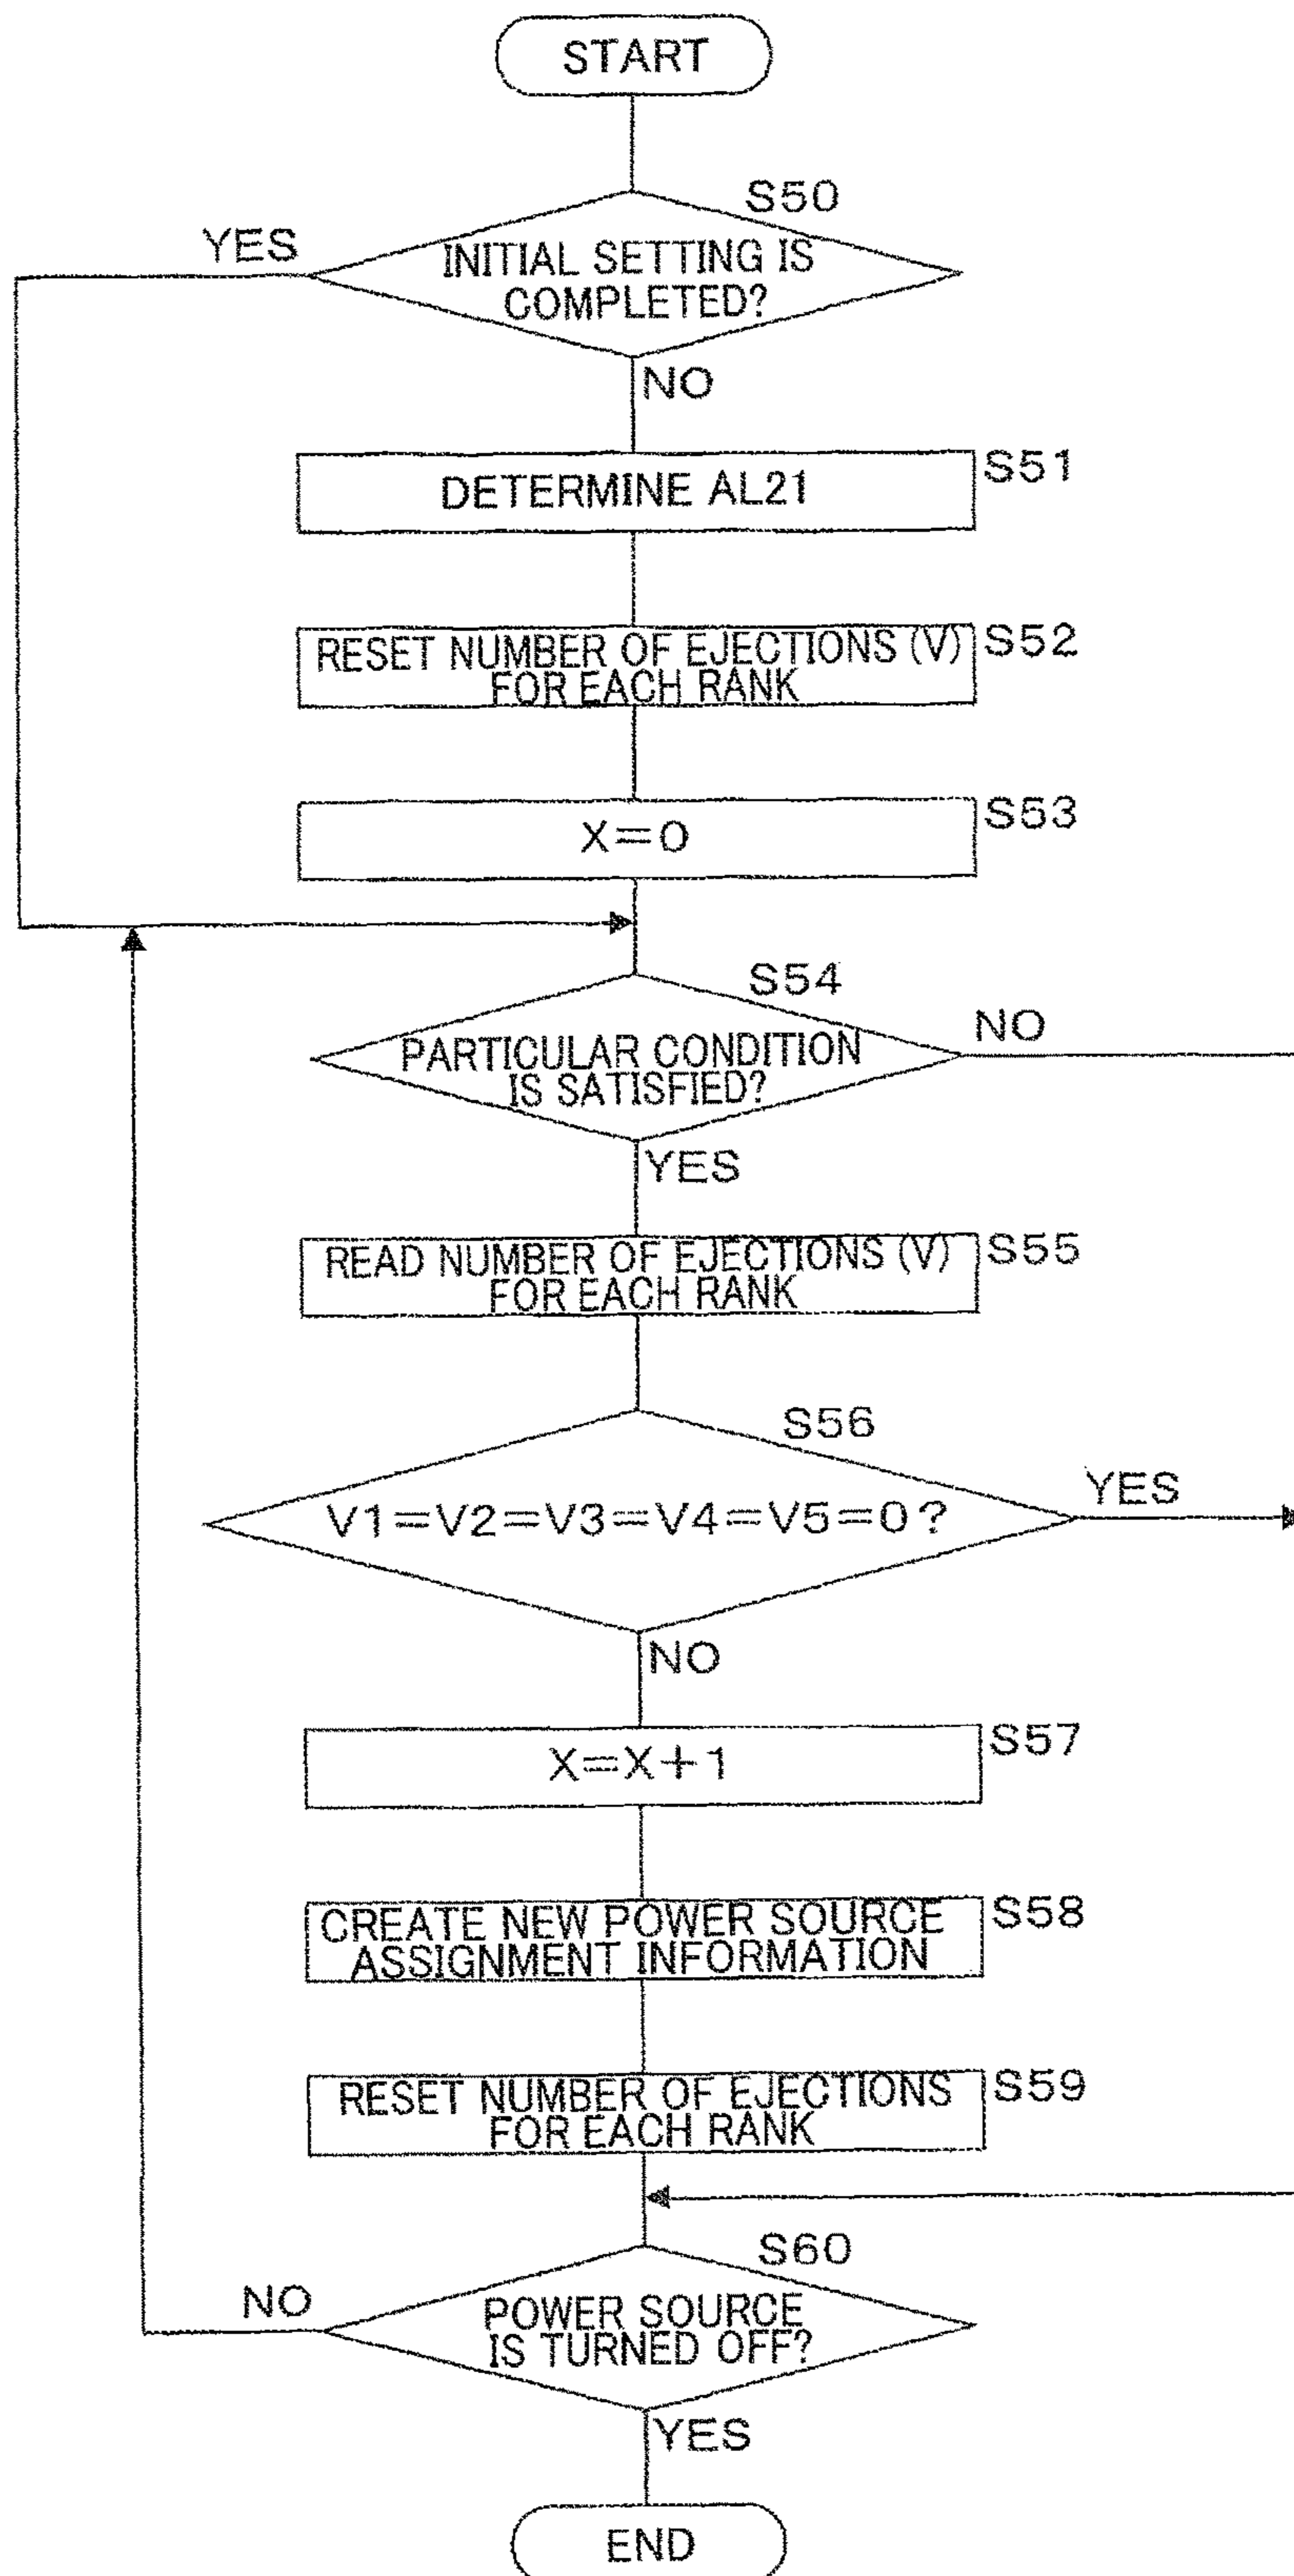 START
S50
YES
INITIAL SETTING IS
COMPLETED?
NO
DETERMINE AL21
S51
RESET NUMBER OF EJECTIONS (V)
FOR EACH RANK
S52
X=0
S53
S54
NO
PARTICULAR CONDITION
IS SATISFIED?
YES
READ NUMBER OF EJECTIONS (V)
FOR EACH RANK
S55
S56
YES
V1=V2=V3=V4=V5=0?
NO
X=X+1
S57
CREATE NEW POWER SOURCE
ASSIGNMENT INFORMATION
S58
RESET NUMBER OF EJECTIONS
FOR EACH RANK
S59
S60
NO
POWER SOURCE
IS TURNED OFF?
YES
END